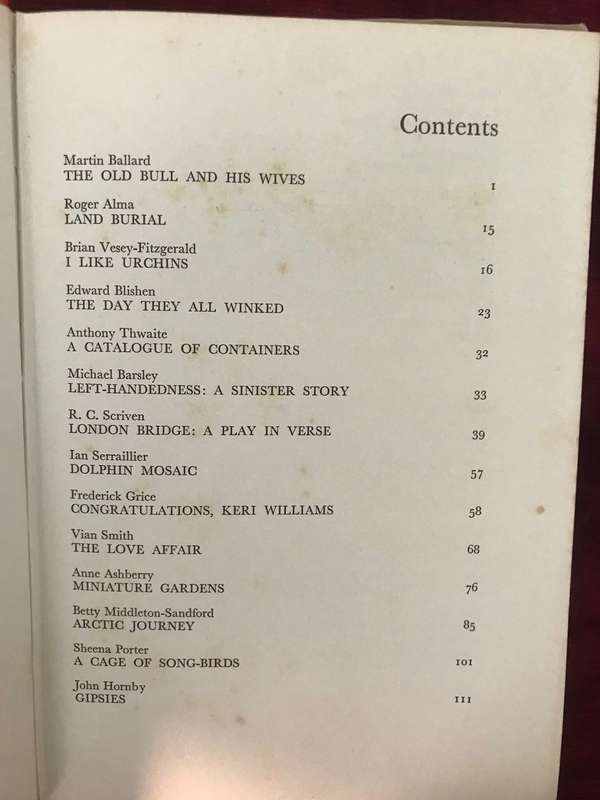 Contents
Martin Ballard
THE OLD BULL AND HIS WIVES 1
Roger Alma
LAND BURIAL 15
Brian Vesey-Fitzgerald
I LIKE URCHINS 16
Edward Blishen
THE DAY THEY ALL WINKED 23
Anthony Thwaite
A CATALOGUE OF CONTAINERS 32
Michael Barsley
LEFT-HANDEDNESS: A SINISTER STORY 33
R. C. Scriven
LONDON BRIDGE: A PLAY IN VERSE 39
Ian Serraillier
DOLPHIN MOSAIC 57
Frederick Grice
CONGRATULATIONS, KERI WILLIAMS 58
Vian Smith
THE LOVE AFFAIR 68
Anne Ashberry
MINIATURE GARDENS 76
Betty Middleton-Sandford
ARCTIC JOURNEY 85
Sheena Porter
A CAGE OF SONG-BIRDS 101
John Hornby
GIPSIES 111